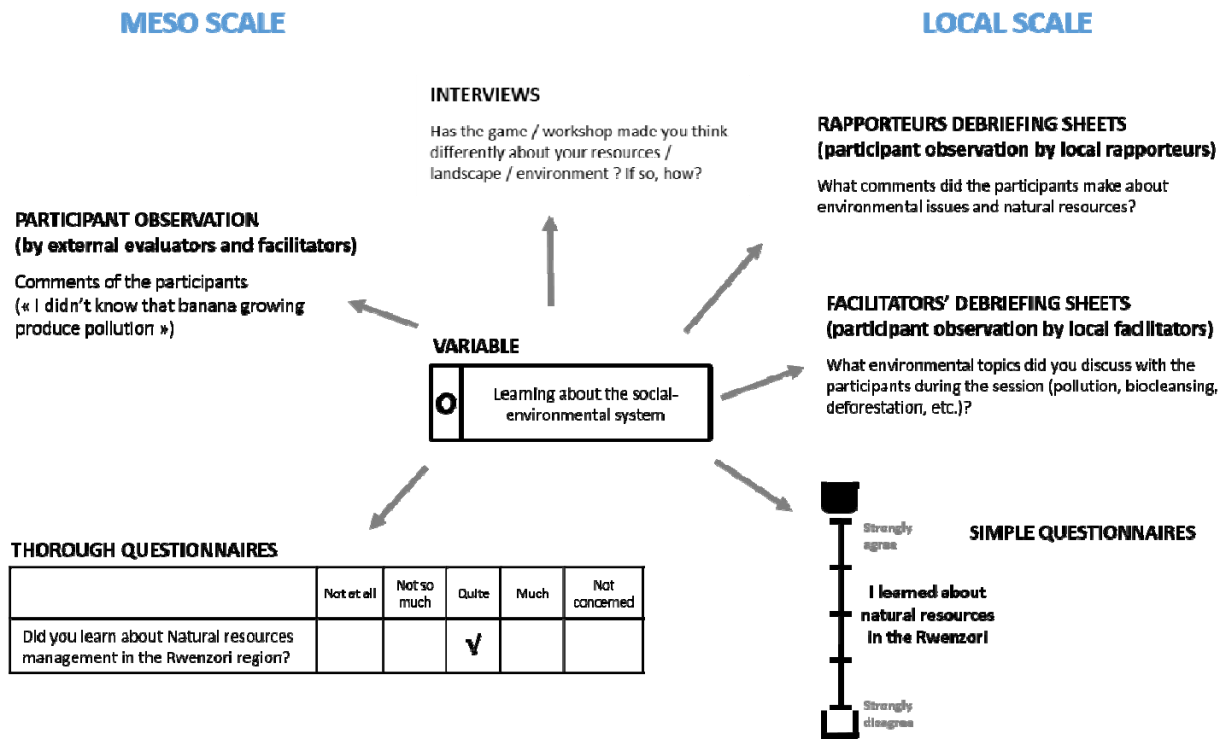 MESO SCALE
LOCAL SCALE
INTERVIEWS
Has the game / workshop made you think
differently about your resources /
landscape / environment ? If so, how?
RAPPORTEURS DEBRIEFING SHEETS
(participant observation by local rapporteurs)
What comments did the participants make about
environmental issues and natural resources?
PARTICIPANT OBSERVATION
(by external evaluators and facilitators)
Comments of the participants
(« I didn't know that banana growing
produce pollution »)
FACILITATORS' DEBRIEFING SHEETS
(participant observation by local facilitators)
What environmental topics did you discuss with the
participants during the session (pollution, biocleansing,
deforestation, etc.)?
VARIABLE
O
Learning about the social-
environmental system
THOROUGH QUESTIONNAIRES
Not at all
Not so
much
Quite
Much
Not
concerned
Did you learn about Natural resources
management in the Rwenzori region?
√
SIMPLE QUESTIONNAIRES
Strongly
agree
I learned about
natural resources
in the Rwenzori
Strongly
disagree